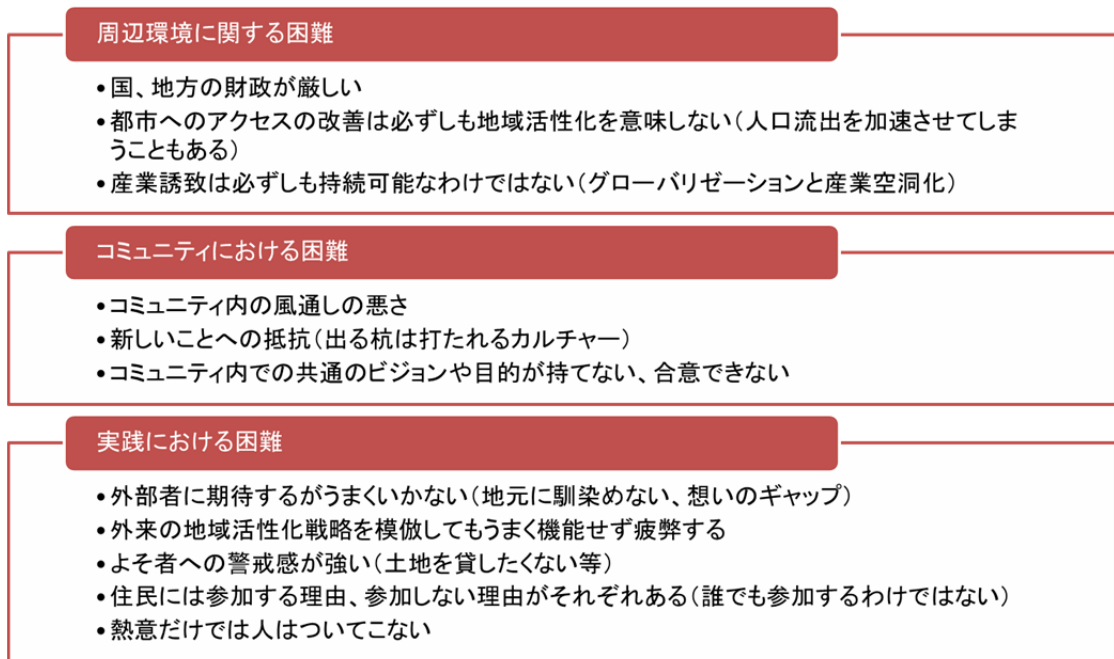 周辺環境に関する困難
•国、地方の財政が厳しい
•都市へのアクセスの改善は必ずしも地域活性化を意味しない（人口流出を加速させてしま
うこともある）
•産業誘致は必ずしも持続可能なわけではない（グローバリゼーションと産業空洞化）
コミュニティにおける困難
•コミュニティ内の風通しの悪さ
•新しいことへの抵抗（出る杭は打たれるカルチャー）
•コミュニティ内での共通のビジョンや目的が持てない、合意できない
実践における困難
•外部者に期待するがうまくいかない（地元に馴染めない、想いのギャップ）
•外来の地域活性化戦略を模倣してもうまく機能せず疲弊する
•よそ者への警戒感が強い（土地を貸したくない等）
•住民には参加する理由、参加しない理由がそれぞれある（誰でも参加するわけではない）
•熱意だけでは人はついてこない